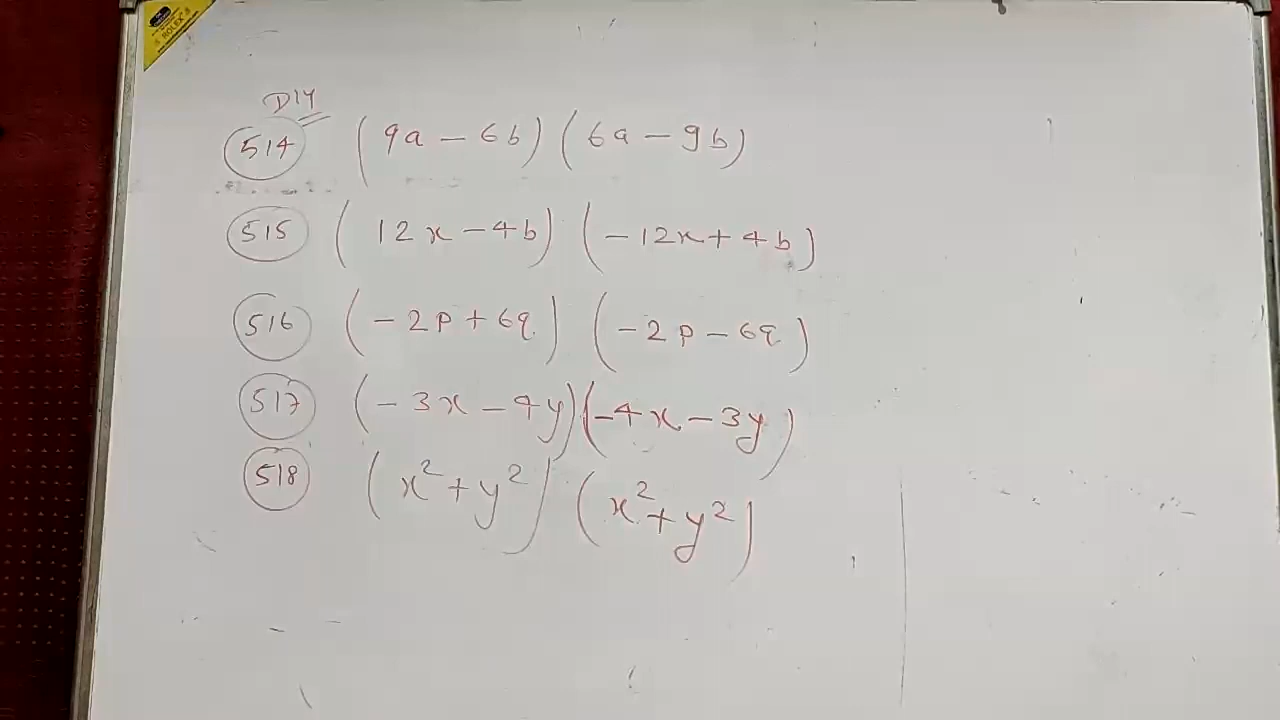 DIY
514 (9a - 6b) (6a - 9b)
515 (12x - 4b) (-12x + 4b)
516 (-2p + 6q) (-2p - 6q)
517 (-3x - 4y) (-4x - 3y)
518 (x² + y²) (x² + y²)
ROLEX